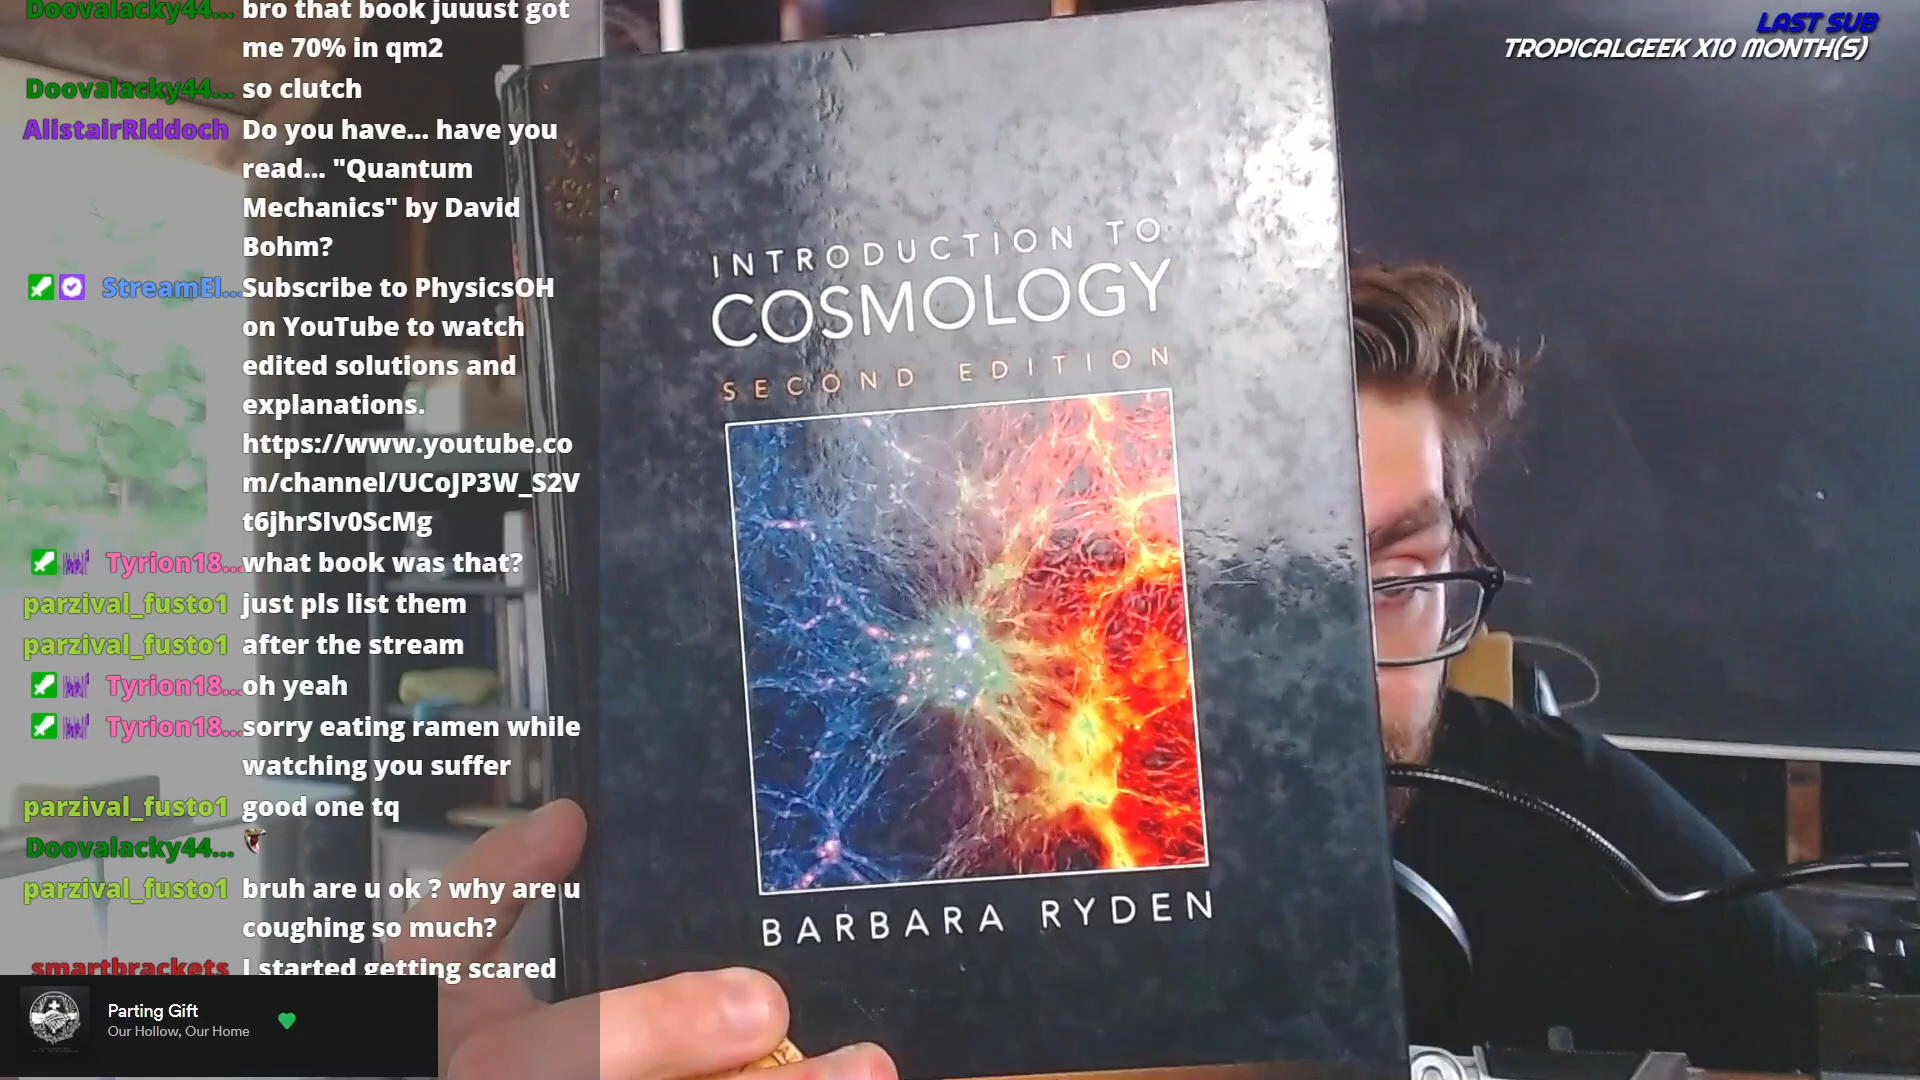 Doovalacky44... bro that book juuust got
me 70% in qm2
Doovalacky44... so clutch
AlistairRiddoch Do you have... have you
read... "Quantum
Mechanics" by David
Bohm?
StreamEl... Subscribe to PhysicsOH
on YouTube to watch
edited solutions and
explanations.
https://www.youtube.co
m/channel/UCoJP3W_S2V
t6jhrSIv0ScMg
Tyrion18... what book was that?
parzival_fusto1 just pls list them
parzival_fusto1 after the stream
Tyrion18... oh yeah
Tyrion18... sorry eating ramen while
watching you suffer
parzival_fusto1 good one tq
Doovalacky44...
parzival_fusto1 bruh are u ok ? why are u
coughing so much?
smartbrackets I started getting scared
Parting Gift
Our Hollow, Our Home
INTRODUCTION TO
COSMOLOGY
SECOND EDITION
BARBARA RYDEN
LAST SUB
TROPICALGEEK X10 MONTH(S)